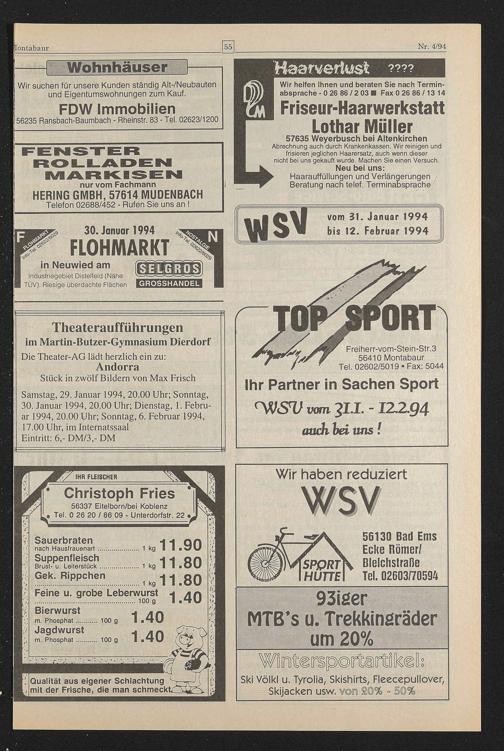 Montabaur
55
Nr. 4/94
Wohnhäuser
Wir suchen für unsere Kunden ständig Alt-/Neubauten
und Eigentumswohnungen zum Kauf.
FDW Immobilien
56235 Ransbach-Baumbach - Rheinstr. 83 - Tel. 02623/1200
FENSTER
ROLLADEN
MARKISEN
nur vom Fachmann
HERING GMBH, 57614 MUDENBACH
Telefon 02688/452 - Rufen Sie uns an !
F
FLOHMARKT
30. Januar 1994
N
NOSTALGIE
FLOHMARKT
in Neuwied am
Industriegebiet Distelfeld (Nähe
TÜV). Riesige überdachte Flächen
SELGROS
GROSSHANDEL
Theateraufführungen
im Martin-Butzer-Gymnasium Dierdorf
Die Theater-AG lädt herzlich ein zu:
Andorra
Stück in zwölf Bildern von Max Frisch
Samstag, 29. Januar 1994, 20.00 Uhr; Sonntag,
30. Januar 1994, 20.00 Uhr; Dienstag, 1. Febru-
ar 1994, 20.00 Uhr; Sonntag, 6. Februar 1994,
17.00 Uhr, im Internatssaal
Eintritt: 6,- DM/3,- DM
IHR FLEISCHER
Christoph Fries
56337 Eitelborn/bei Koblenz
Tel. 0 26 20 / 86 09 - Unterdorfstr. 22
Sauerbraten
nach Hausfrauenart 1 kg 11.90
Suppenfleisch
Brust- u. Leiterstück 1 kg 11.80
Gek. Rippchen
1 kg 11.80
Feine u. grobe Leberwurst
100 g 1.40
Bierwurst
m. Phosphat 100 g 1.40
Jagdwurst
m. Phosphat 100 g 1.40
Qualität aus eigener Schlachtung
mit der Frische, die man schmeckt.
Haarverlust ????
Wir helfen Ihnen und beraten Sie nach Termin-
absprache - 0 26 86 / 2 03 ■ Fax 0 26 86 / 13 14
Friseur-Haarwerkstatt
Lothar Müller
57635 Weyerbusch bei Altenkirchen
Abrechnung auch durch Krankenkassen. Wir reinigen und
frisieren jeglichen Haarersatz, auch wenn dieser
nicht bei uns gekauft wurde. Machen Sie einen Versuch.
Neu bei uns:
Haarauffüllungen und Verlängerungen
Beratung nach telef. Terminabsprache
WSV
vom 31. Januar 1994
bis 12. Februar 1994
TOP SPORT
Freiherr-vom-Stein-Str.3
56410 Montabaur
Tel. 02602/5019 • Fax: 5044
Ihr Partner in Sachen Sport
WSV vom 31.1. - 12.2.94
auch bei uns !
Wir haben reduziert
WSV
SPORT
HÜTTE
56130 Bad Ems
Ecke Römer/
Bleichstraße
Tel. 02603/70594
93iger
MTB's u. Trekkingräder
um 20%
Wintersportartikel:
Ski Völkl u. Tyrolia, Skishirts, Fleecepullover,
Skijacken usw. von 20% - 50%